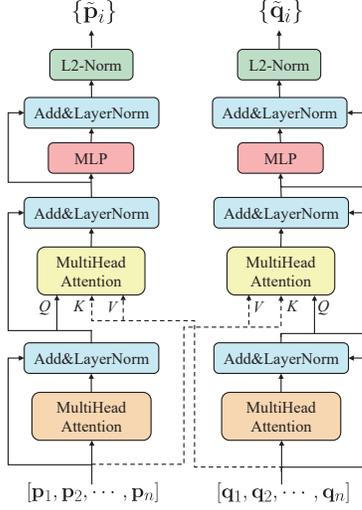 {p̃ᵢ} {q̃ᵢ}
L2-Norm L2-Norm
Add&LayerNorm Add&LayerNorm
MLP MLP
Add&LayerNorm Add&LayerNorm
MultiHead MultiHead
Attention Attention
Q K V V K Q
Add&LayerNorm Add&LayerNorm
MultiHead MultiHead
Attention Attention
[p₁, p₂, ⋯ , pₙ] [q₁, q₂, ⋯ , qₙ]